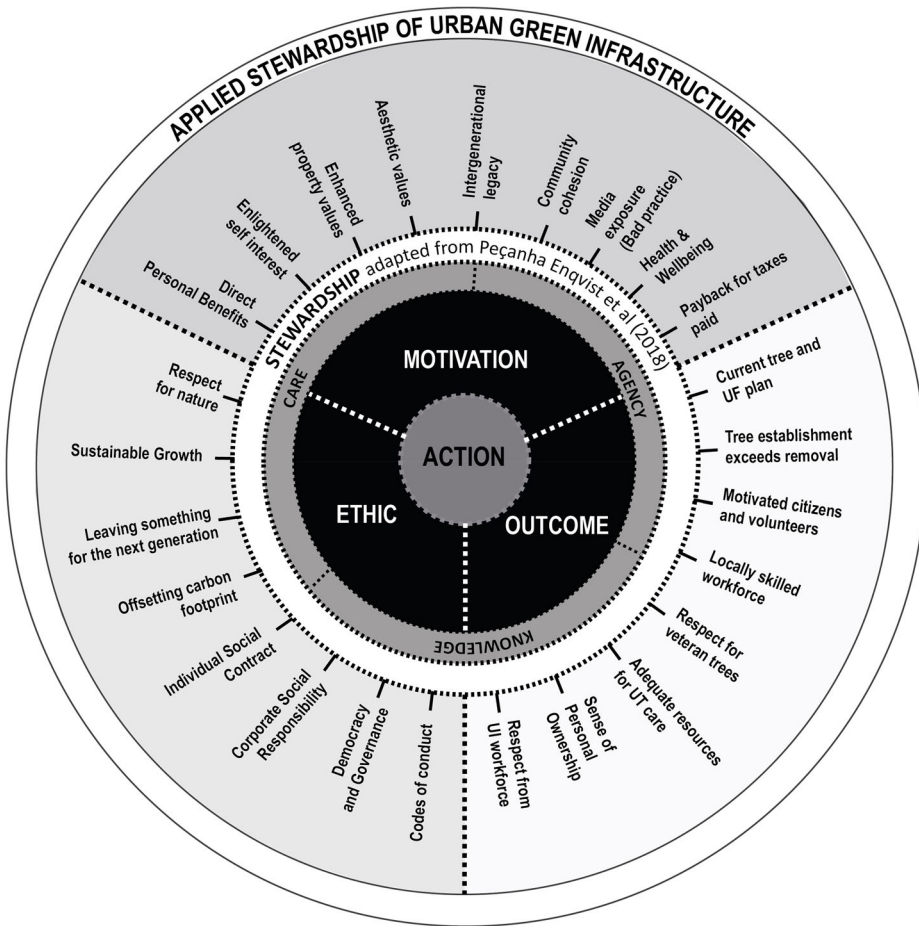 APPLIED STEWARDSHIP OF URBAN GREEN INFRASTRUCTURE
Direct
Personal Benefits
Enlightened
self Interest
Enhanced
property values
Aesthetic values
Intergenerational
legacy
Community
cohesion
Media
exposure
(Bad practice)
Health &
Wellbeing
Payback for taxes
paid
Current tree and
UF plan
Tree establishment
exceeds removal
Motivated citizens
and volunteers
Locally skilled
workforce
Respect for
veteran trees
Adequate resources
for UT care
Sense of
Personal
Ownership
Respect from
UI workforce
Codes of conduct
Democracy
and Governance
Corporate Social
Responsibility
Individual Social
Contract
Offsetting carbon
footprint
Leaving something
for the next generation
Sustainable Growth
Respect
for nature
STEWARDSHIP adapted from Peçanha Enqvist et al (2018)
CARE
AGENCY
KNOWLEDGE
MOTIVATION
ACTION
ETHIC
OUTCOME